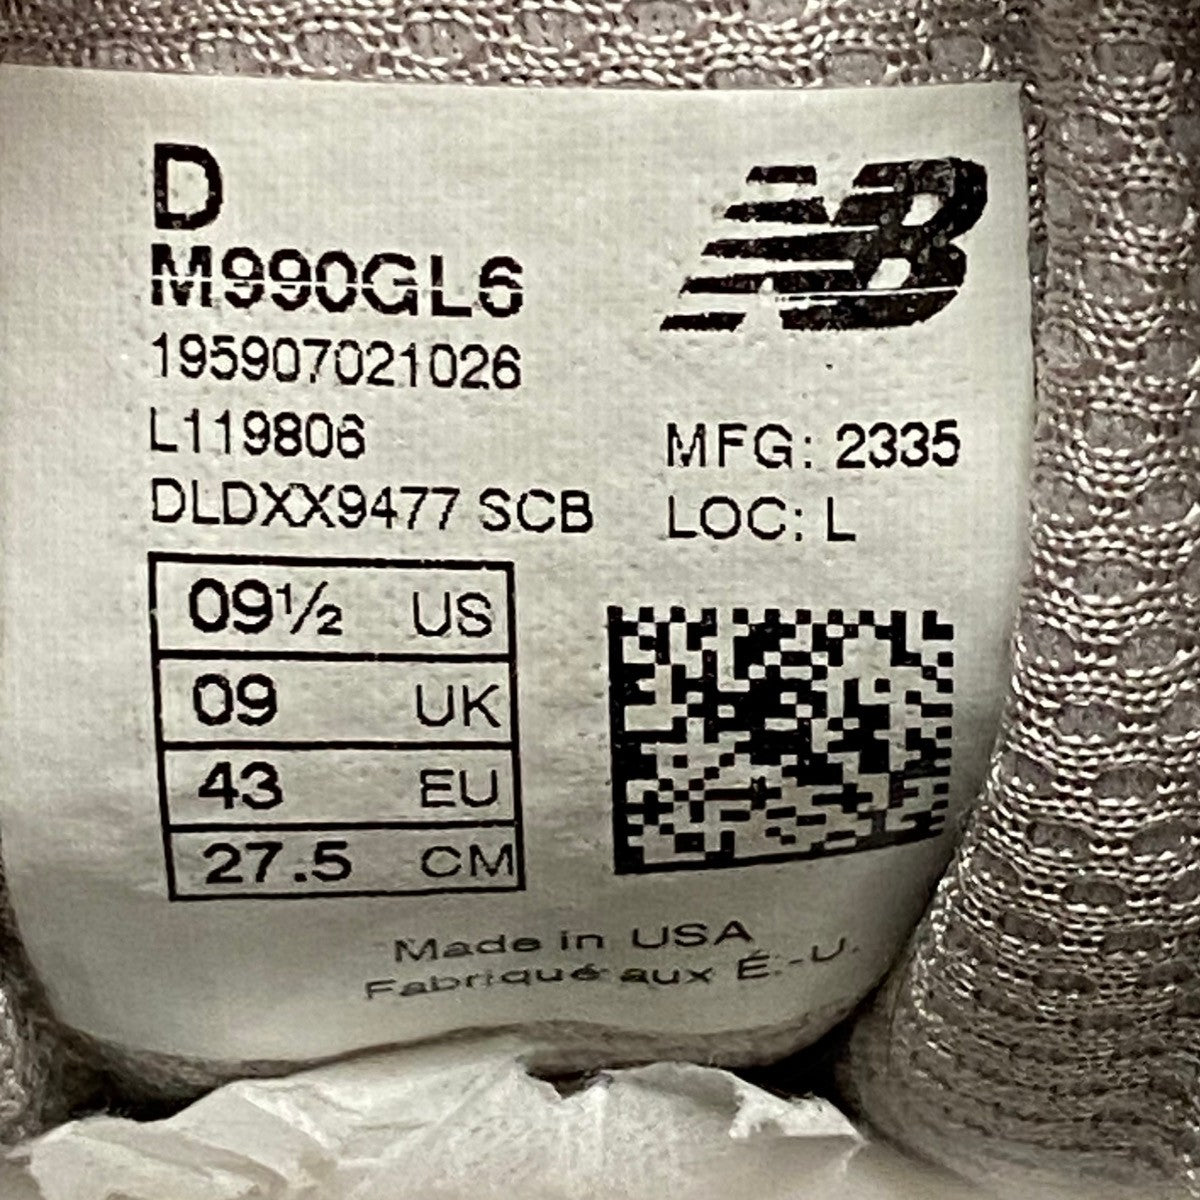 D
NB
M990GL6
195907021026
L119806
MFG: 2335
DLDXX9477 SCB
LOC: L
09½ US
09 UK
43 EU
27.5 CM
Made in USA
Fabriqué aux É.-U.